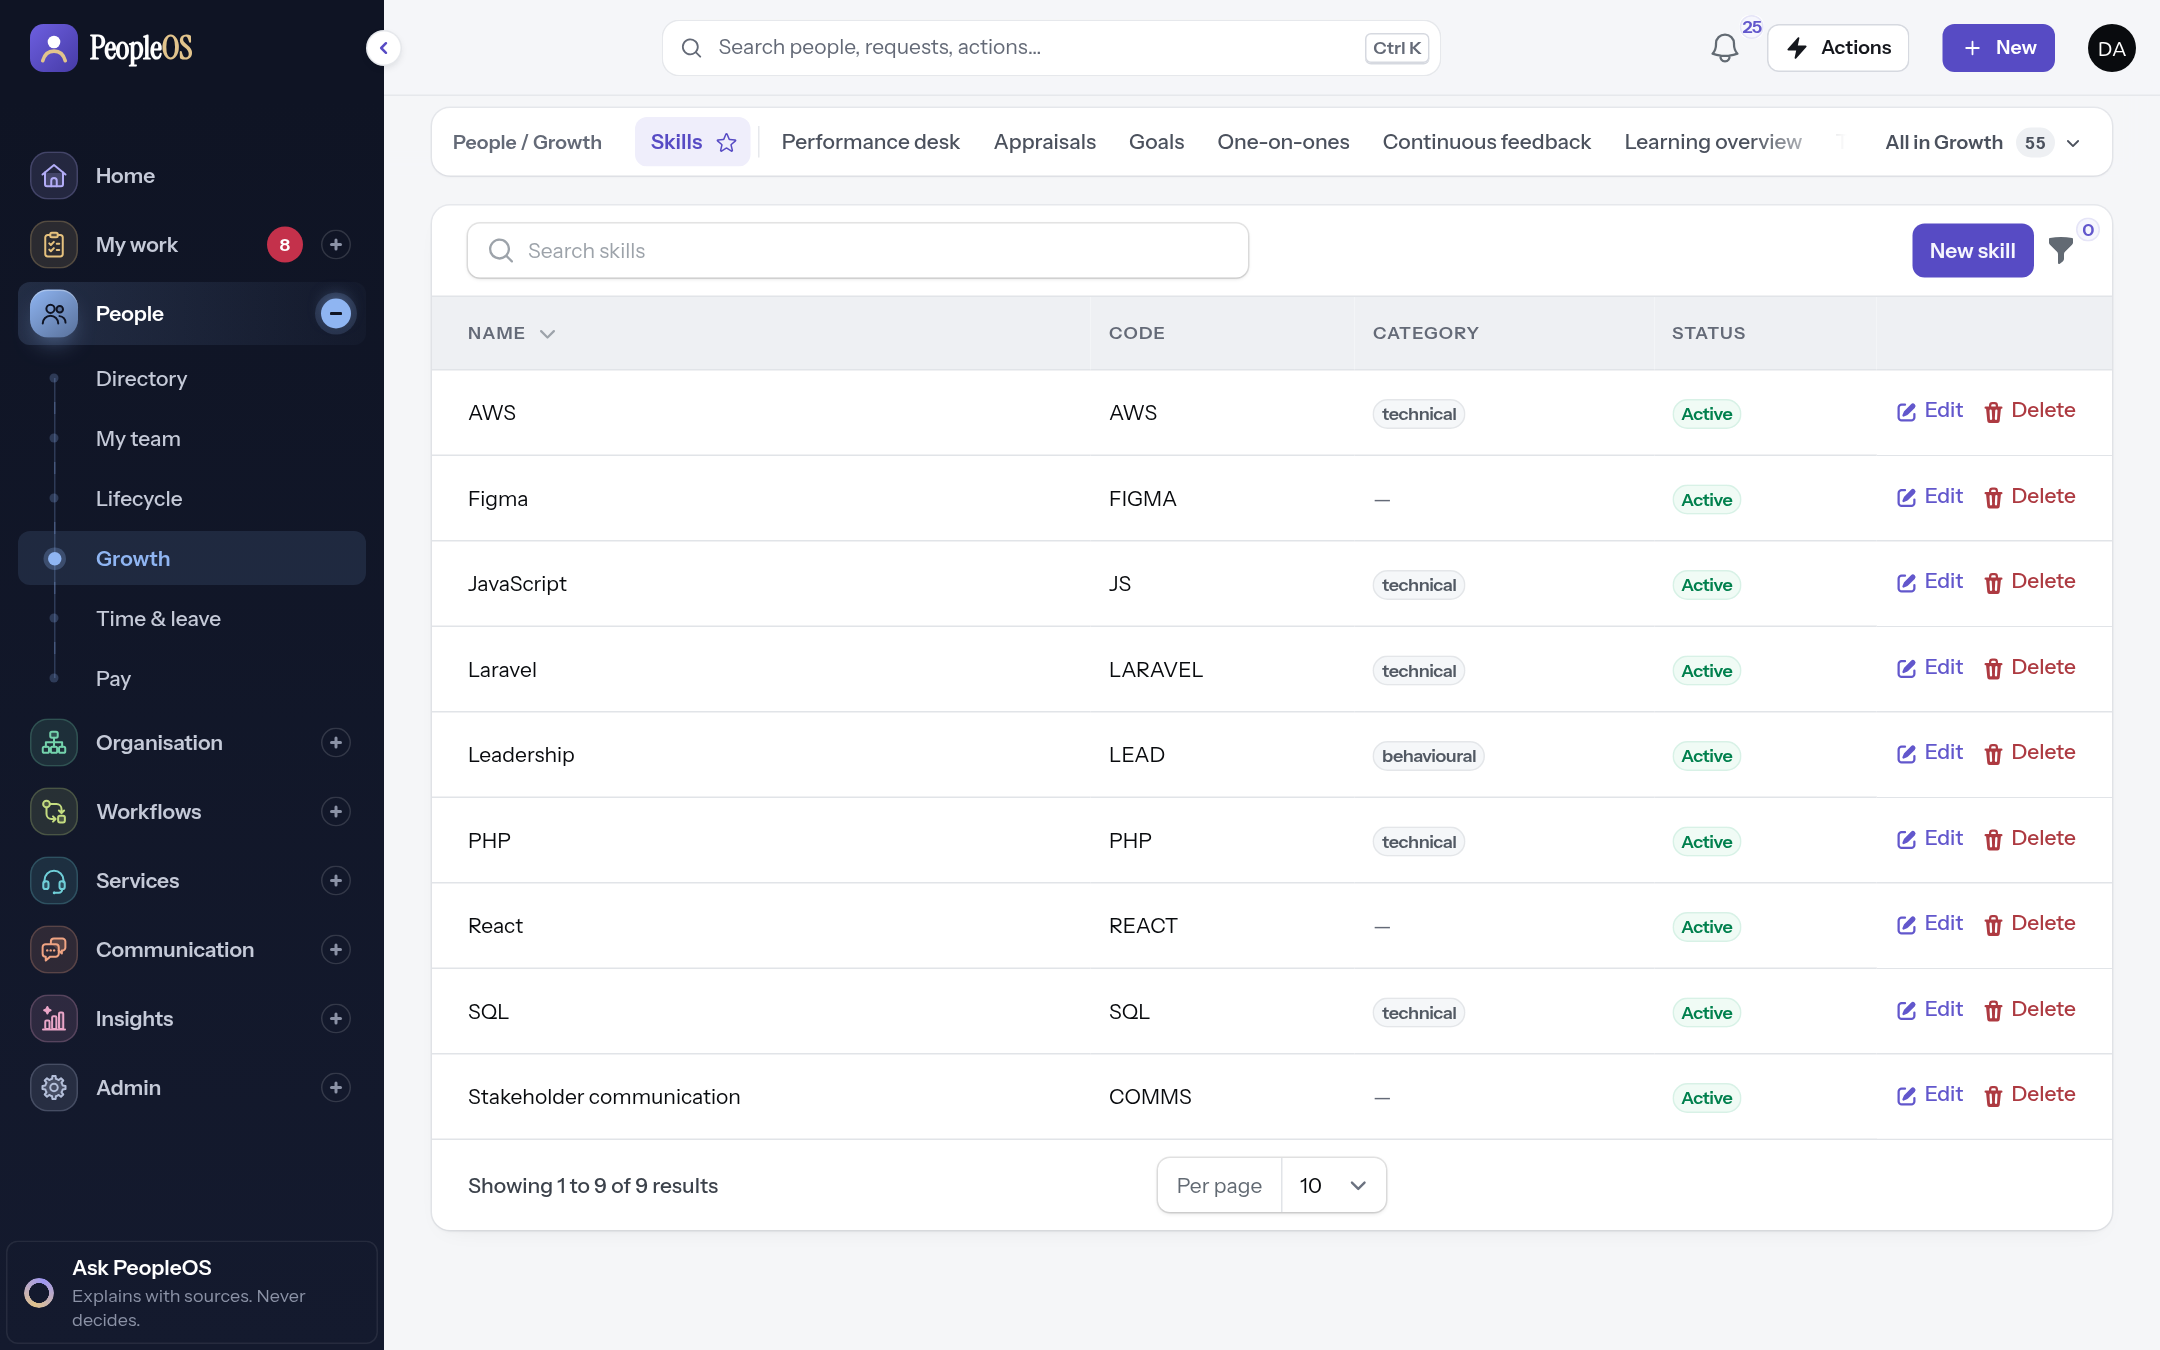 PeopleOS
Search people, requests, actions...
Ctrl K
25
Actions
New
DA
Home
My work
8
People
Directory
My team
Lifecycle
Growth
Time & leave
Pay
Organisation
Workflows
Services
Communication
Insights
Admin
Ask PeopleOS
Explains with sources. Never
decides.
People / Growth
Skills
Performance desk
Appraisals
Goals
One-on-ones
Continuous feedback
Learning overview
All in Growth 55
Search skills
New skill
0
NAME CODE CATEGORY STATUS
AWS AWS technical Active Edit Delete
Figma FIGMA — Active Edit Delete
JavaScript JS technical Active Edit Delete
Laravel LARAVEL technical Active Edit Delete
Leadership LEAD behavioural Active Edit Delete
PHP PHP technical Active Edit Delete
React REACT — Active Edit Delete
SQL SQL technical Active Edit Delete
Stakeholder communication COMMS — Active Edit Delete
Showing 1 to 9 of 9 results
Per page 10